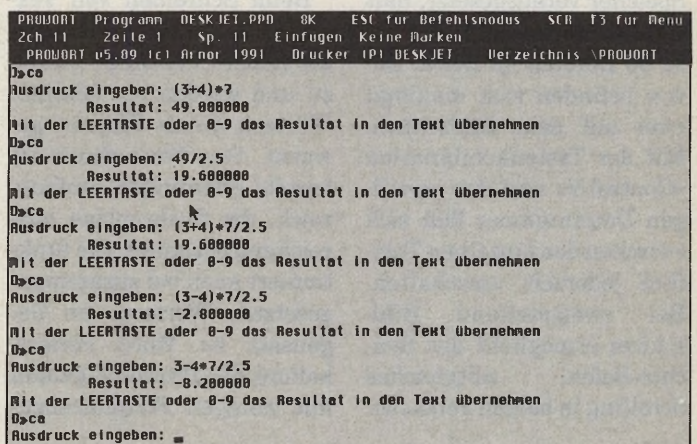 PROWORT Programm DESKJET.PPD 8K ESC für Befehlsmodus SCR f3 für Menu
Zch 11 Zeile 1 Sp. 11 Einfügen Keine Marken
PROWORT v5.09 (c) Arnor 1991 Drucker (P) DESKJET Verzeichnis \PROWORT
D»ca
Ausdruck eingeben: (3+4)*7
Resultat: 49.000000
Mit der LEERTASTE oder 0-9 das Resultat in den Text übernehmen
D»ca
Ausdruck eingeben: 49/2.5
Resultat: 19.600000
Mit der LEERTASTE oder 0-9 das Resultat in den Text übernehmen
D»ca
Ausdruck eingeben: (3+4)*7/2.5
Resultat: 19.600000
Mit der LEERTASTE oder 0-9 das Resultat in den Text übernehmen
D»ca
Ausdruck eingeben: (3-4)*7/2.5
Resultat: -2.800000
Mit der LEERTASTE oder 0-9 das Resultat in den Text übernehmen
D»ca
Ausdruck eingeben: 3-4*7/2.5
Resultat: -8.200000
Mit der LEERTASTE oder 0-9 das Resultat in den Text übernehmen
D»ca
Ausdruck eingeben: